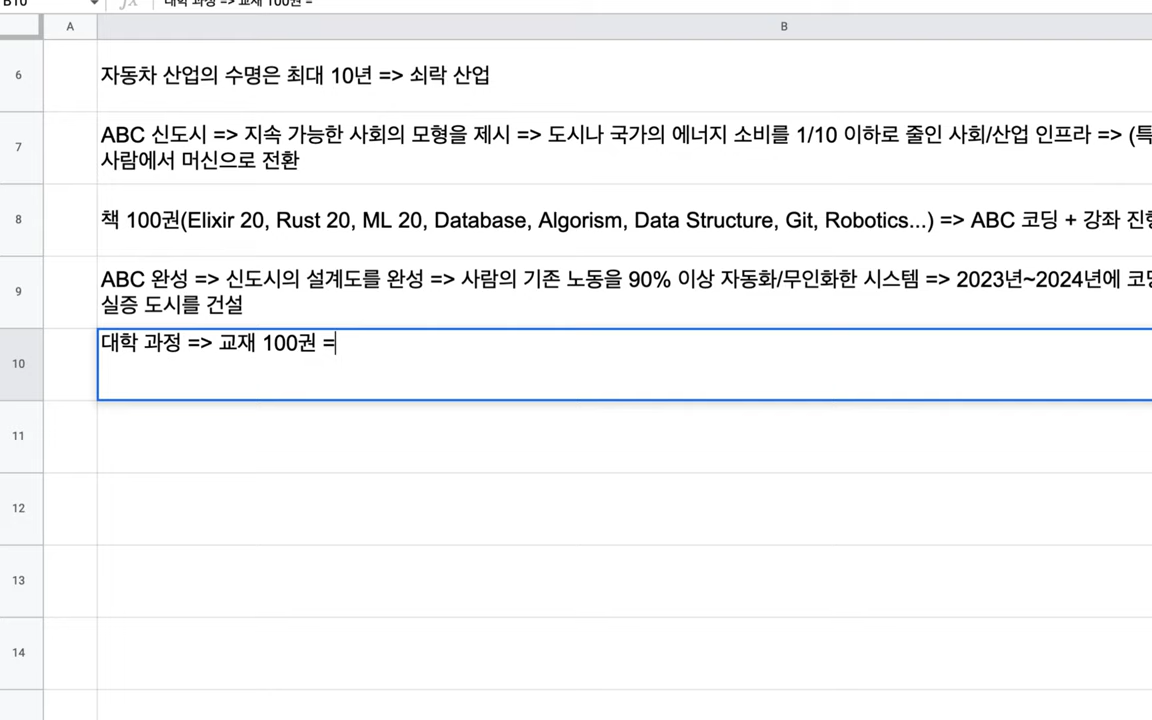 B10 fx 대학 과정 => 교재 100권 =
A B
6 자동차 산업의 수명은 최대 10년 => 쇠락 산업
7 ABC 신도시 => 지속 가능한 사회의 모형을 제시 => 도시나 국가의 에너지 소비를 1/10 이하로 줄인 사회/산업 인프라 => (특
사람에서 머신으로 전환
8 책 100권(Elixir 20, Rust 20, ML 20, Database, Algorism, Data Structure, Git, Robotics...) => ABC 코딩 + 강좌 진행
9 ABC 완성 => 신도시의 설계도를 완성 => 사람의 기존 노동을 90% 이상 자동화/무인화한 시스템 => 2023년~2024년에 코딩
실증 도시를 건설
10 대학 과정 => 교재 100권 =
11
12
13
14